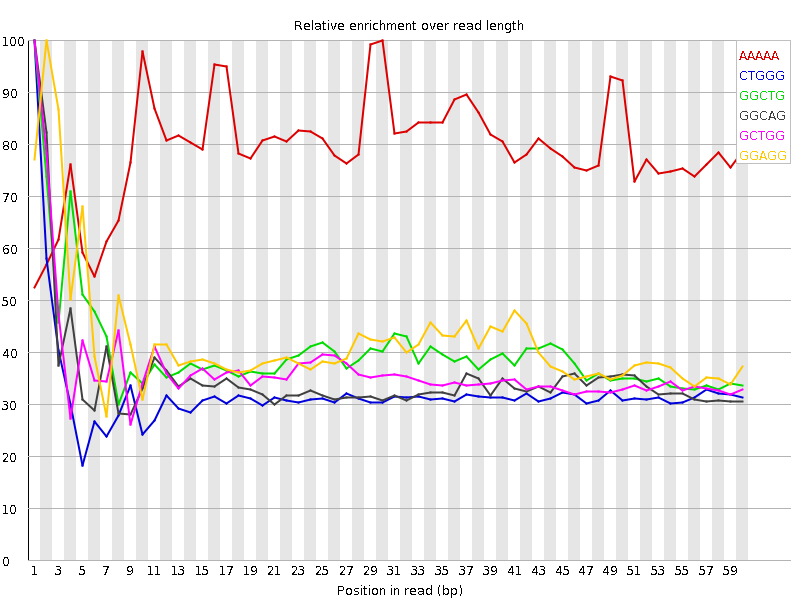 Relative enrichment over read length
100
90
80
70
60
50
40
30
20
10
0
AAAAA
CTGGG
GGCTG
GGCAG
GCTGG
GGAGG
1 3 5 7 9 11 13 15 17 19 21 23 25 27 29 31 33 35 37 39 41 43 45 47 49 51 53 55 57 59
Position in read (bp)